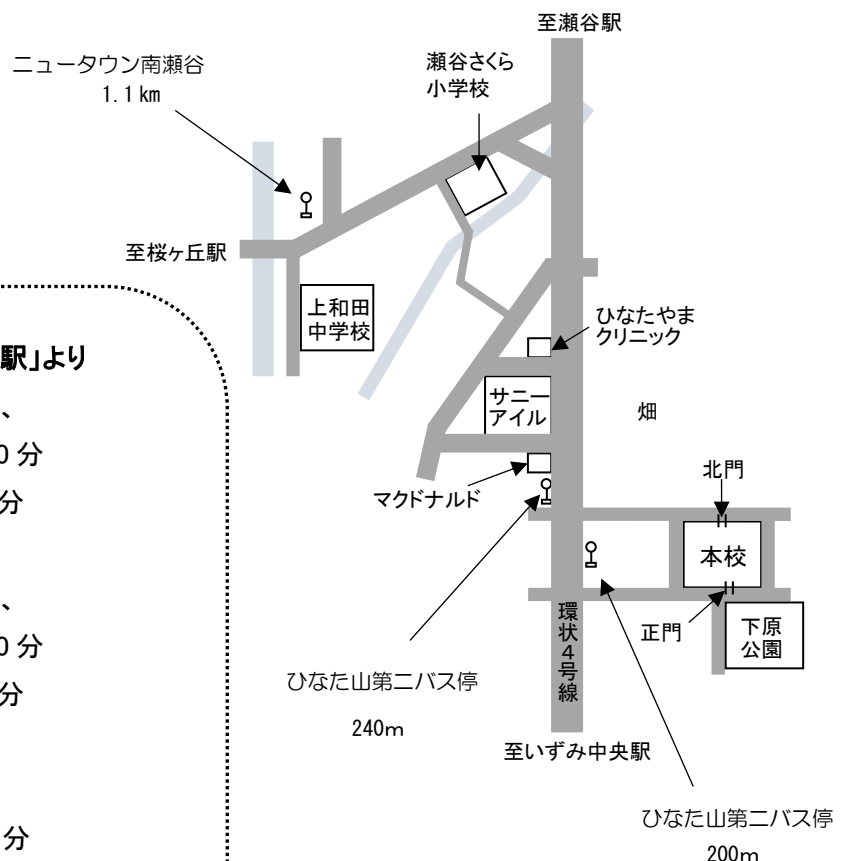 至瀬谷駅
ニュータウン南瀬谷
1.1km
瀬谷さくら
小学校
至桜ヶ丘駅
上和田
中学校
ひなたやま
クリニック
サニー
アイル
畑
マクドナルド
北門
本校
正門
下原
公園
環状4号線
ひなた山第二バス停
240m
至いずみ中央駅
ひなた山第二バス停
200m
駅」より
、
0分
分
、
0分
分
分